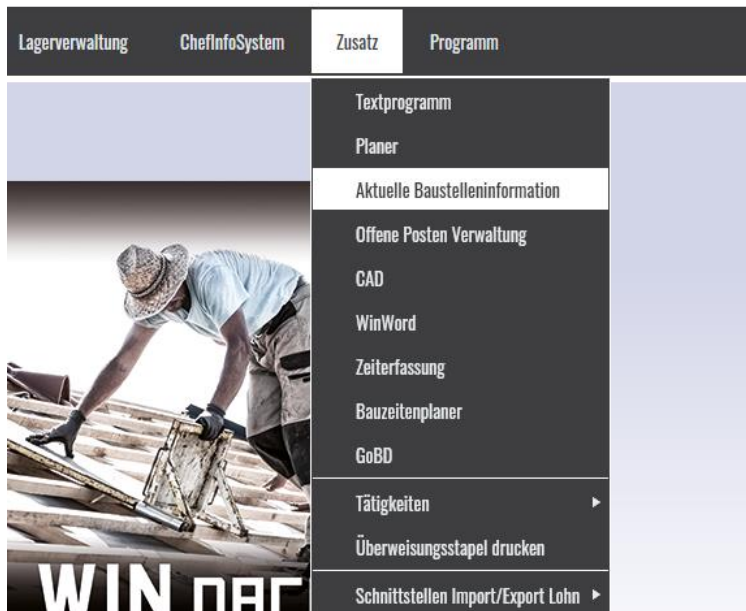 Lagerverwaltung ChefInfoSystem Zusatz Programm
Textprogramm
Planer
Aktuelle Baustelleninformation
Offene Posten Verwaltung
CAD
WinWord
Zeiterfassung
Bauzeitenplaner
GoBD
Tätigkeiten
Überweisungsstapel drucken
Schnittstellen Import/Export Lohn
WIN